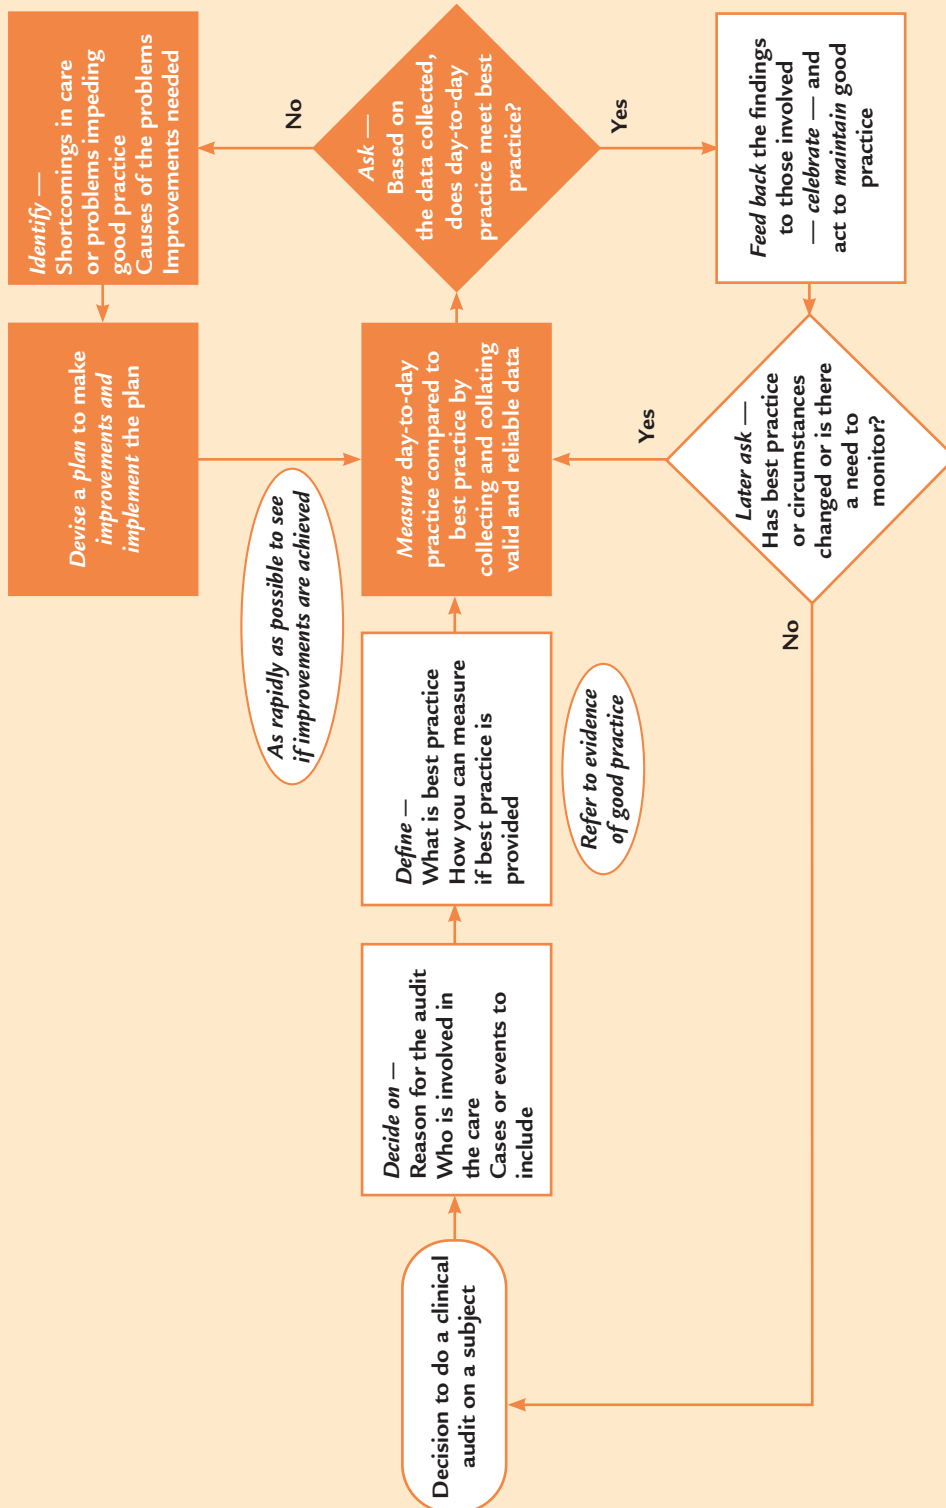 Decision to do a clinical
audit on a subject
Decide on —
Reason for the audit
Who is involved in
the care
Cases or events to
include
Define —
What is best practice
How you can measure
if best practice is
provided
Refer to evidence
of good practice
Measure day-to-day
practice compared to
best practice by
collecting and collating
valid and reliable data
Ask —
Based on
the data collected,
does day-to-day
practice meet best
practice?
No
Identify —
Shortcomings in care
or problems impeding
good practice
Causes of the problems
Improvements needed
Devise a plan to make
improvements and
implement the plan
As rapidly as possible to see
if improvements are achieved
Yes
Feed back the findings
to those involved
— celebrate — and
act to maintain good
practice
Later ask —
Has best practice
or circumstances
changed or is there
a need to
monitor?
Yes
No